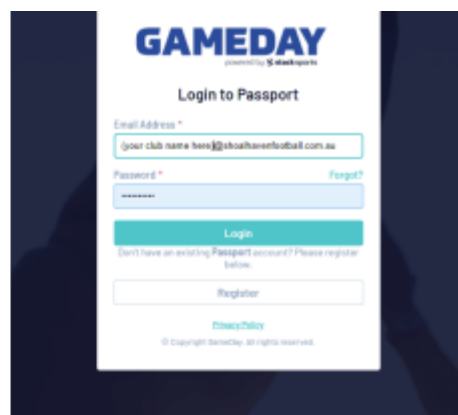 GAMEDAY
powered by stacksports
Login to Passport
Email Address *
(your club name here)@shoalhavenfootball.com.au
Password *
Forgot?
Login
Don't have an existing Passport account? Please register
below.
Register
Privacy Policy
© Copyright GameDay. All rights reserved.